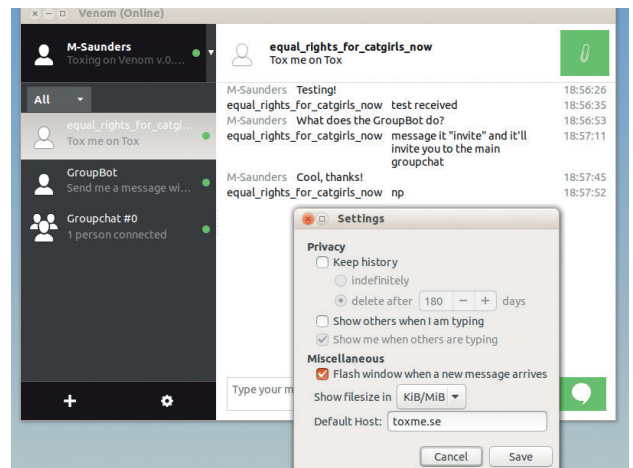 Venom (Online)
M-Saunders
Toxing on Venom v.0....
equal_rights_for_catgirls_now
Tox me on Tox
All
equal_rights_for_catgi...
Tox me on Tox
GroupBot
Send me a message wi...
Groupchat #0
1 person connected
M-Saunders Testing! 18:56:26
equal_rights_for_catgirls_now test received 18:56:35
M-Saunders What does the GroupBot do? 18:56:53
equal_rights_for_catgirls_now message it "invite" and it'll 18:57:11
invite you to the main
groupchat
M-Saunders Cool, thanks! 18:57:45
equal_rights_for_catgirls_now np 18:57:52
Settings
Privacy
Keep history
indefinitely
delete after 180 − + days
Show others when I am typing
Show me when others are typing
Miscellaneous
Flash window when a new message arrives
Show filesize in KiB/MiB
Default Host: toxme.se
Cancel Save
Type your m